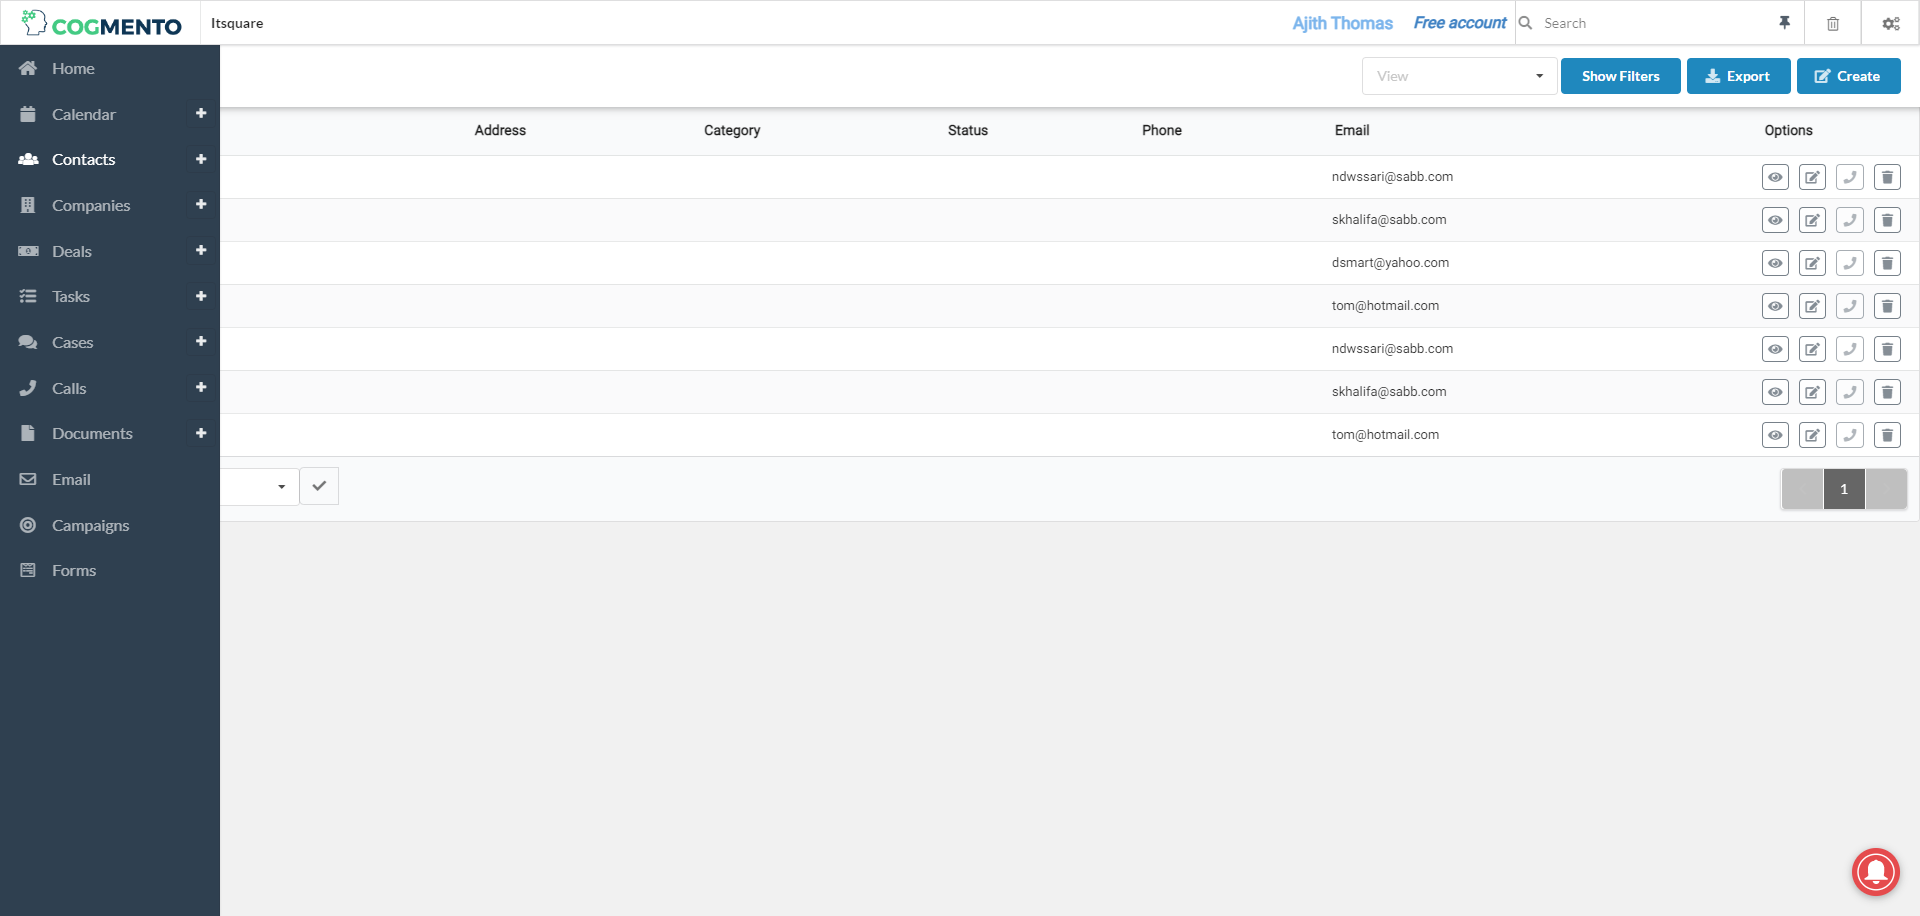 COGMENTO
Itsquare
Ajith Thomas
Free account
Search
Home
Calendar
Contacts
Companies
Deals
Tasks
Cases
Calls
Documents
Email
Campaigns
Forms
View
Show Filters
Export
Create
Address Category Status Phone Email Options
ndwssari@sabb.com
skhalifa@sabb.com
dsmart@yahoo.com
tom@hotmail.com
ndwssari@sabb.com
skhalifa@sabb.com
tom@hotmail.com
1